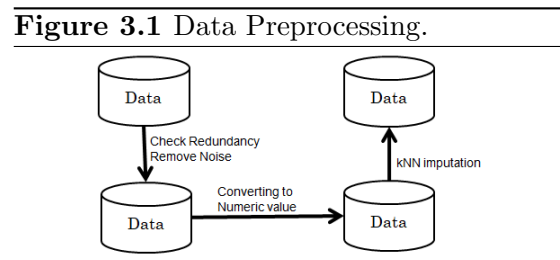 Figure 3.1 Data Preprocessing.
Data
Check Redundancy
Remove Noise
Data
Converting to
Numeric value
Data
kNN imputation
Data